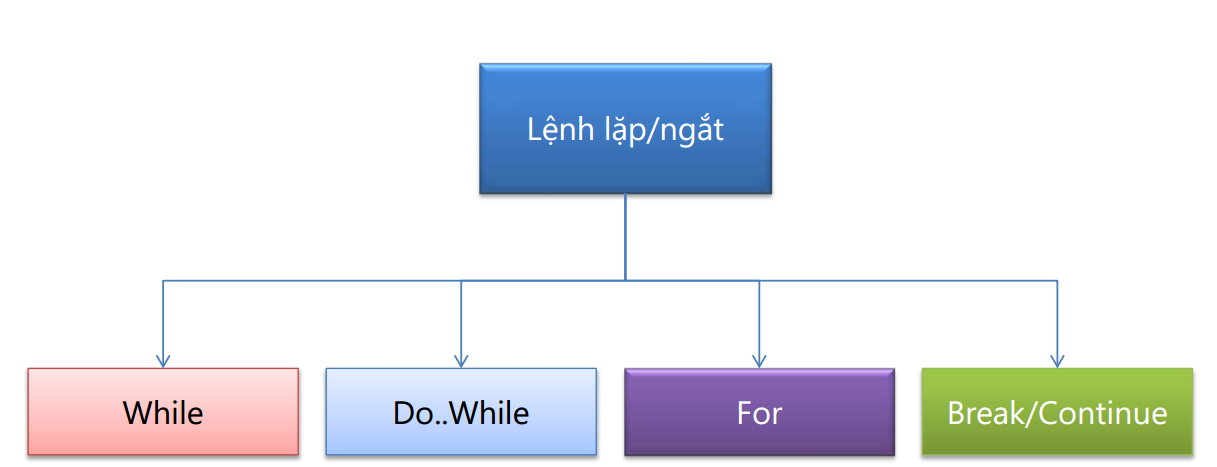 Lệnh lặp/ngắt
While
Do..While
For
Break/Continue